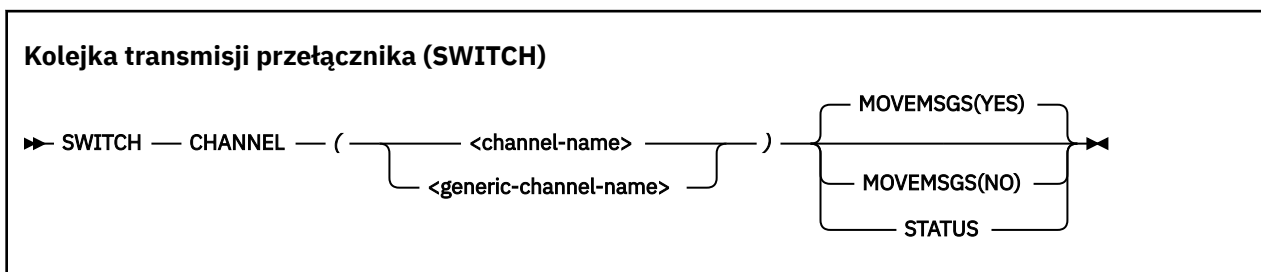 Kolejka transmisji przełącznika (SWITCH)
MOVEMSGS(YES)
SWITCH CHANNEL ( <channel-name> )
<generic-channel-name> MOVEMSGS(NO)
STATUS